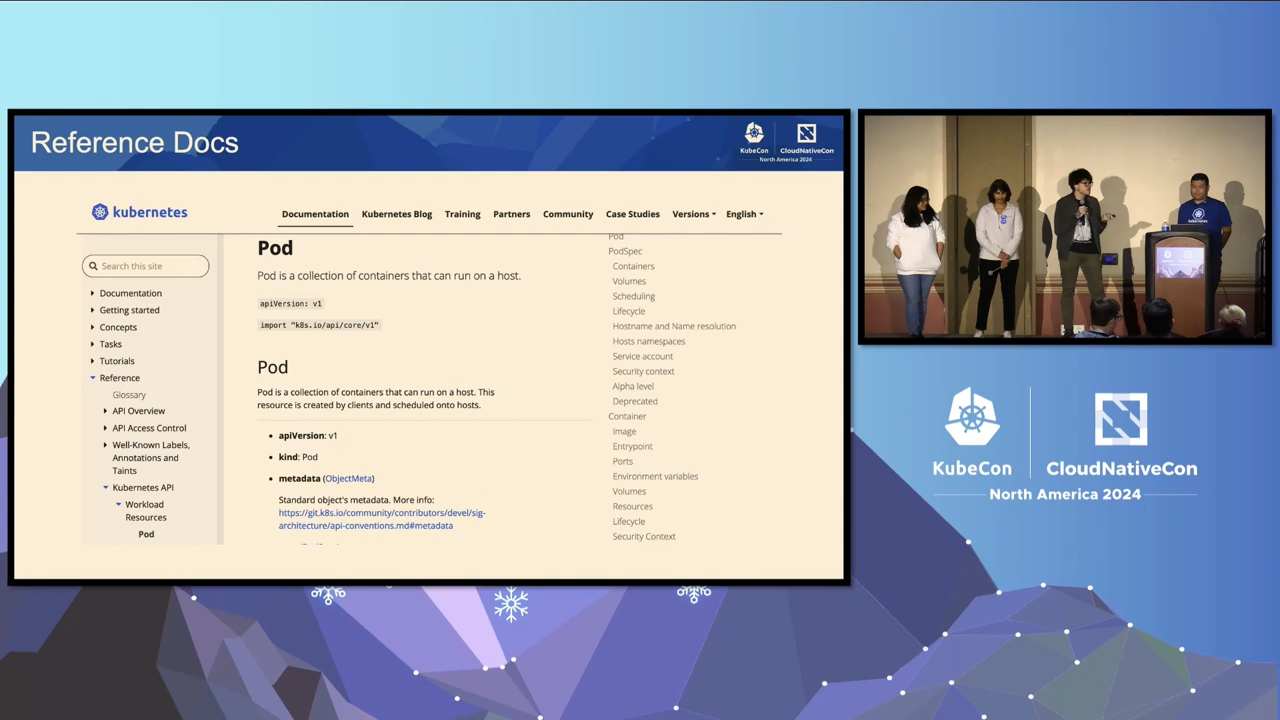 Reference Docs
KubeCon
CloudNativeCon
North America 2024
kubernetes
Documentation
Kubernetes Blog
Training
Partners
Community
Case Studies
Versions
English
Search this site
Documentation
Getting started
Concepts
Tasks
Tutorials
Reference
Glossary
API Overview
API Access Control
Well-Known Labels,
Annotations and
Taints
Kubernetes API
Workload
Resources
Pod
Pod
Pod is a collection of containers that can run on a host.
apiVersion: v1
import "k8s.io/api/core/v1"
Pod
Pod is a collection of containers that can run on a host. This
resource is created by clients and scheduled onto hosts.
apiVersion: v1
kind: Pod
metadata (ObjectMeta)
Standard object's metadata. More info:
https://git.k8s.io/community/contributors/devel/sig-
architecture/api-conventions.md#metadata
Pod
PodSpec
Containers
Volumes
Scheduling
Lifecycle
Hostname and Name resolution
Hosts namespaces
Service account
Security context
Alpha level
Deprecated
Container
Image
Entrypoint
Ports
Environment variables
Volumes
Resources
Lifecycle
Security Context
kubernetes
KubeCon
CloudNativeCon
North America 2024